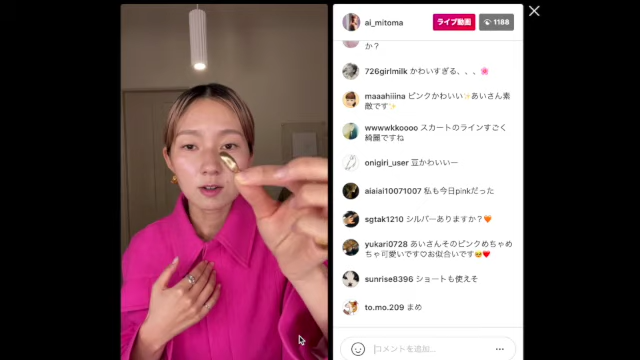 ai_mitoma
ライブ動画
1188
か？
726girlmilk かわいすぎる、、、🌸
maaahiiina ピンクかわいい✨あいさん素
敵です✨
wwwwkkoooo スカートのラインすごく
綺麗ですね
onigiri_user 豆かわいいー
aiaiai10071007 私も今日pinkだった
sgtak1210 シルバーありますか？🧡
yukari0728 あいさんそのピンクめちゃめ
ちゃ可愛いです♡お似合いです🥹❤️
sunrise8396 ショートも使えそ
to.mo.209 まめ
コメントを追加...